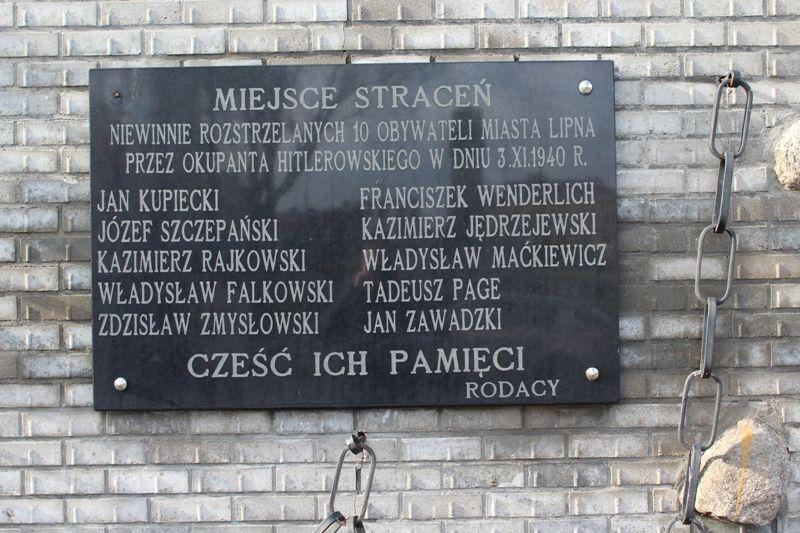 MIEJSCE STRACEŃ
NIEWINNIE ROZSTRZELANYCH 10 OBYWATELI MIASTA LIPNA
PRZEZ OKUPANTA HITLEROWSKIEGO W DNIU 3.XI.1940 R.
JAN KUPIECKI
JÓZEF SZCZEPAŃSKI
KAZIMIERZ RAJKOWSKI
WŁADYSŁAW FALKOWSKI
ZDZISŁAW ZMYSŁOWSKI
FRANCISZEK WENDERLICH
KAZIMIERZ JĘDRZEJEWSKI
WŁADYSŁAW MAĆKIEWICZ
TADEUSZ PAGE
JAN ZAWADZKI
CZEŚĆ ICH PAMIĘCI
RODACY